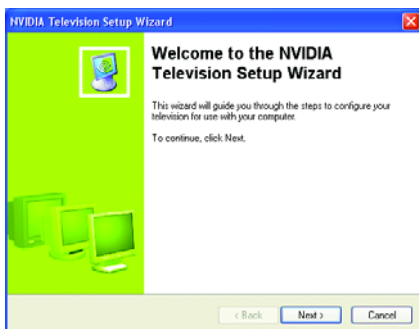 NVIDIA Television Setup Wizard
Welcome to the NVIDIA
Television Setup Wizard
This wizard will guide you through the steps to configure your
television for use with your computer.
To continue, click Next.
< Back
Next >
Cancel